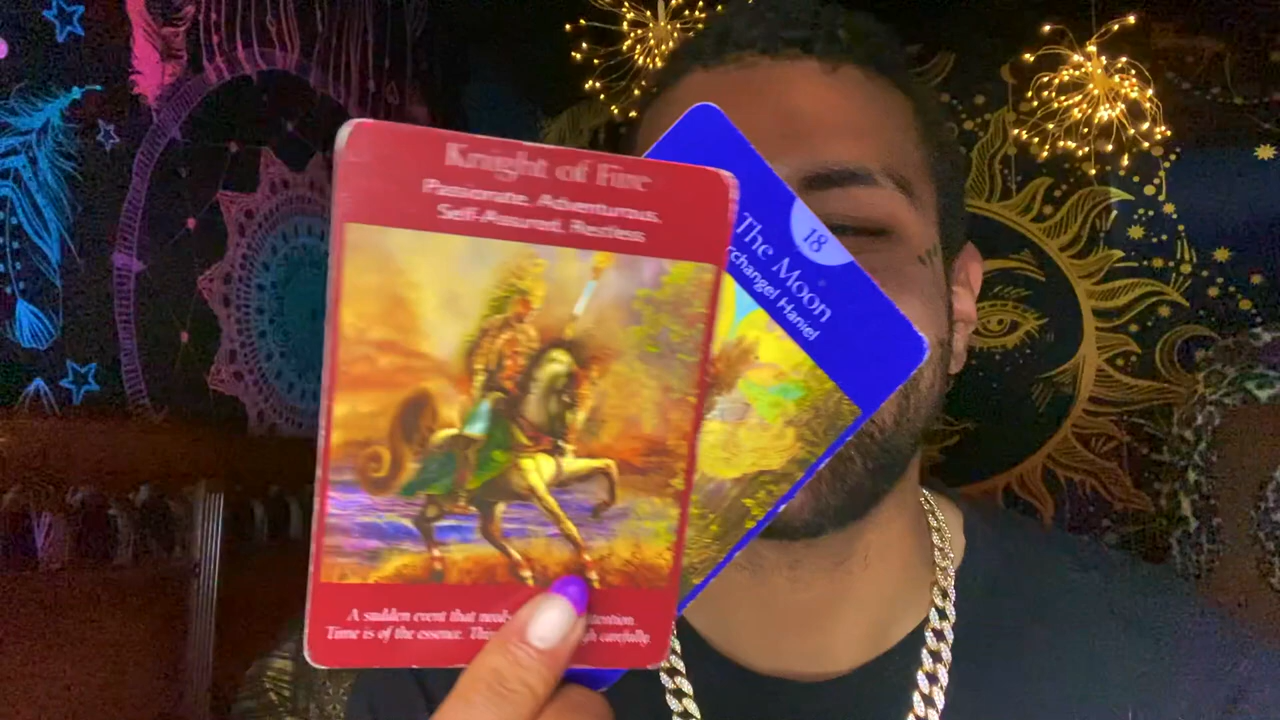 Knight of Fire
Passionate. Adventurous.
Self-Assured. Restless
A sudden event that needs
Time is of the essence. carefully.
18
The Moon
Archangel Haniel